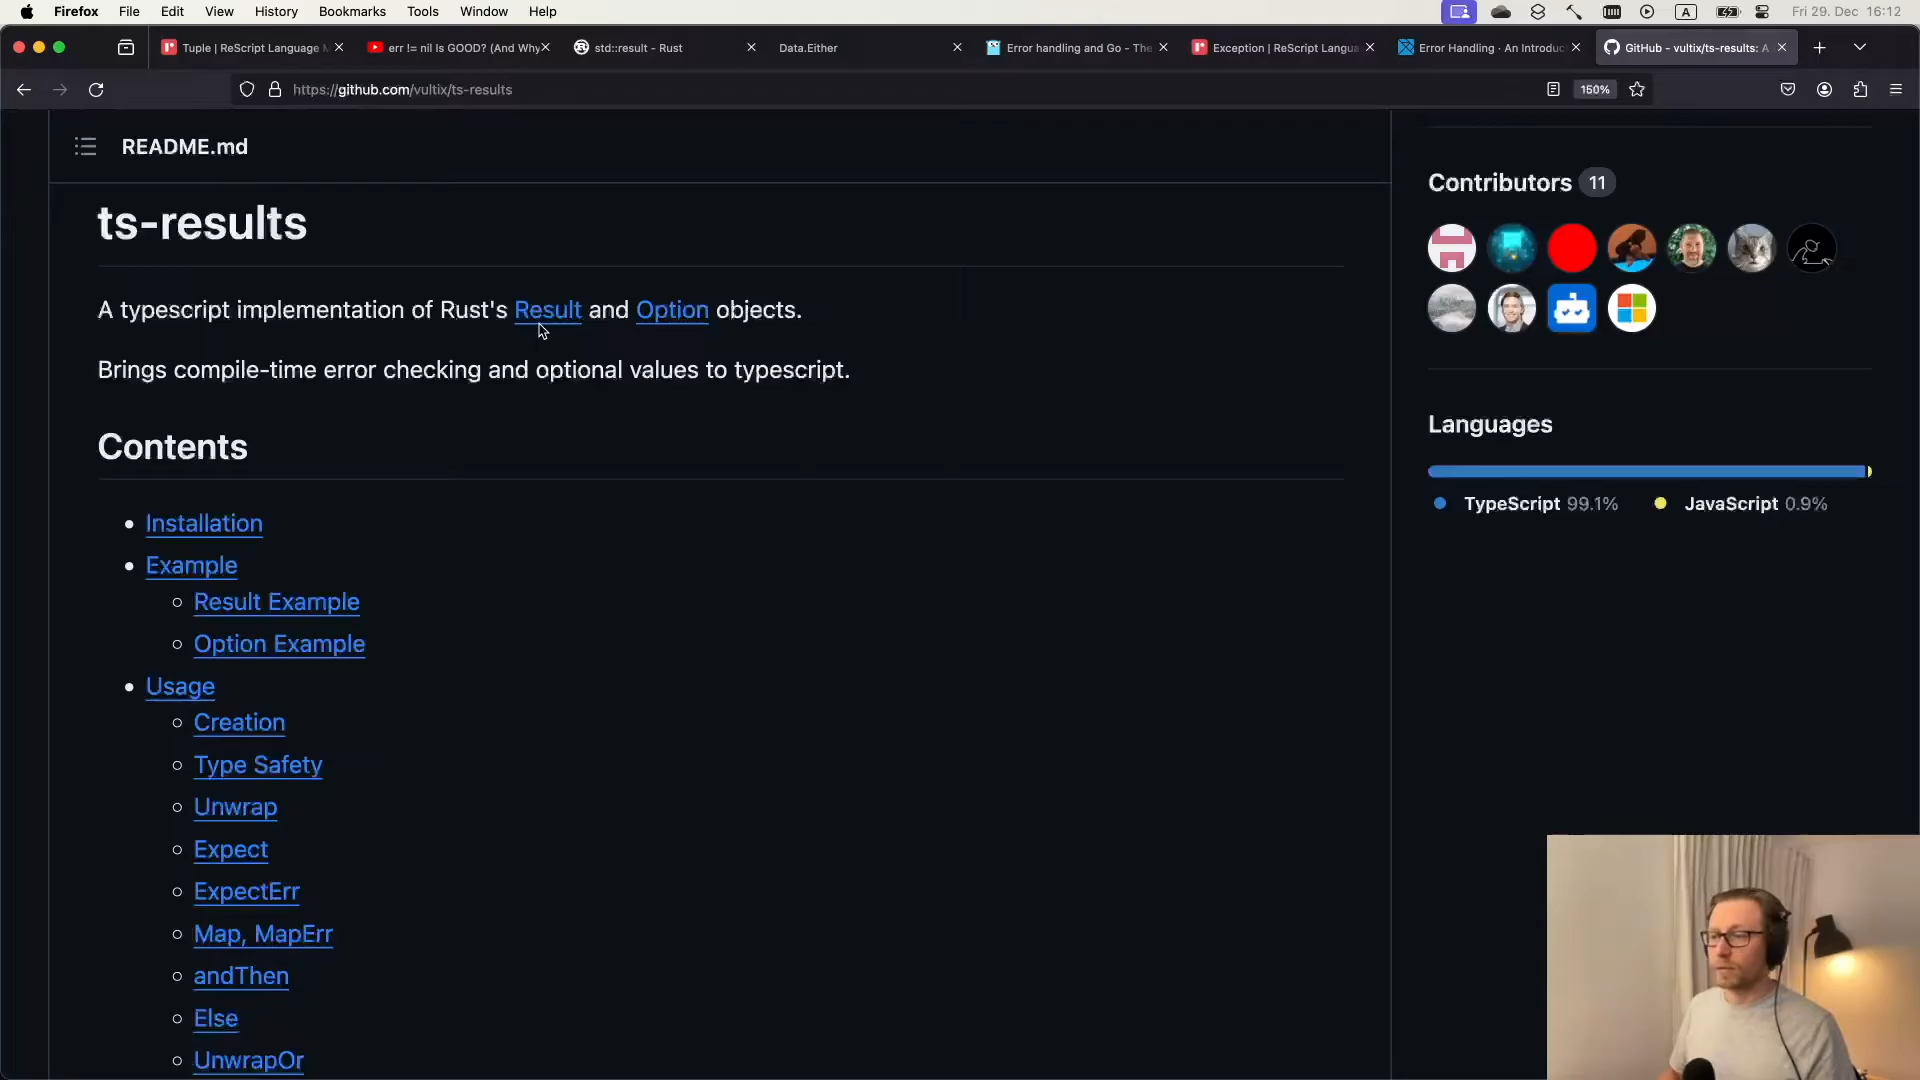 Firefox File Edit View History Bookmarks Tools Window Help A Fri 29. Dec 16:12
Tuple | ReScript Language M err != nil Is GOOD? (And Why std::result - Rust Data.Either Error handling and Go - The Exception | ReScript Langua Error Handling · An Introduc GitHub - vultix/ts-results: A
https://github.com/vultix/ts-results 150%
README.md
ts-results
A typescript implementation of Rust's Result and Option objects.
Brings compile-time error checking and optional values to typescript.
Contents
Installation
Example
Result Example
Option Example
Usage
Creation
Type Safety
Unwrap
Expect
ExpectErr
Map, MapErr
andThen
Else
UnwrapOr
Contributors 11
Languages
TypeScript 99.1% JavaScript 0.9%